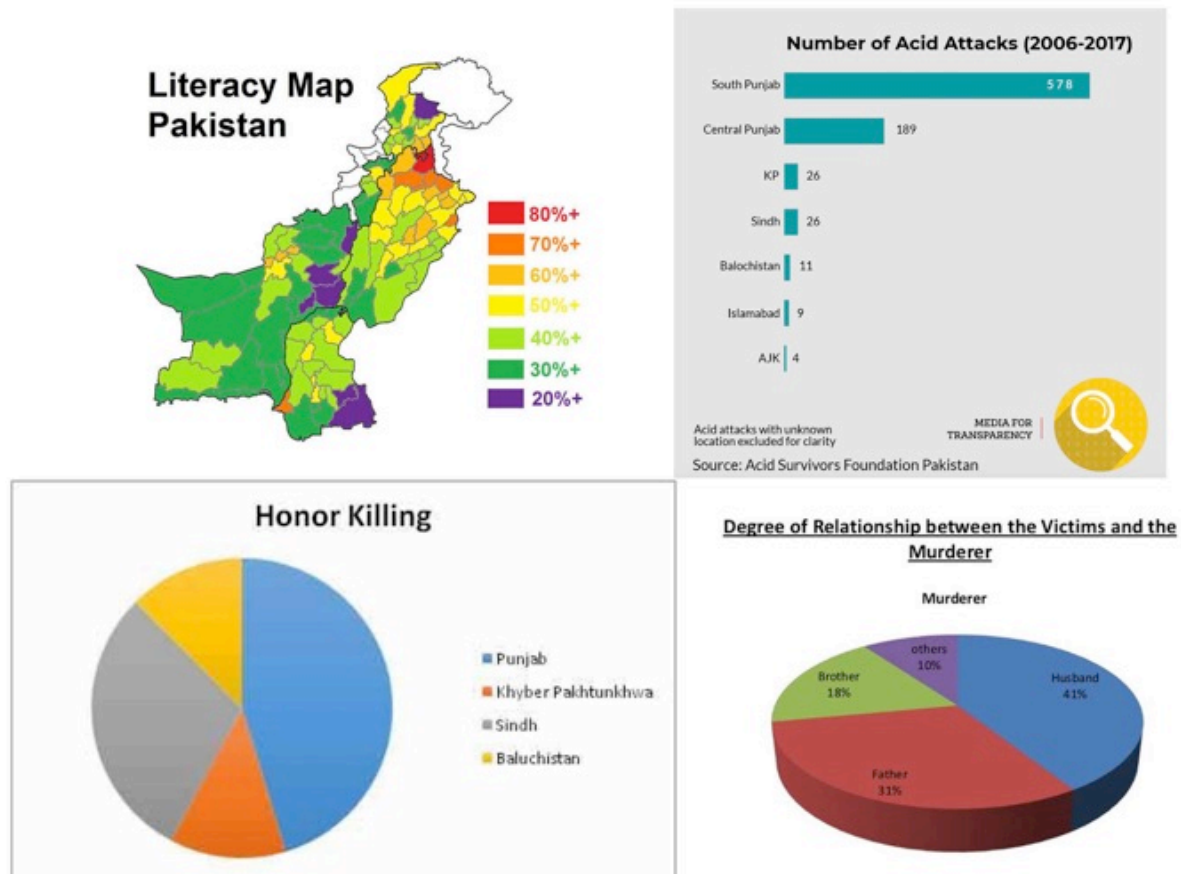 Literacy Map
Pakistan
80%+
70%+
60%+
50%+
40%+
30%+
20%+
Number of Acid Attacks (2006-2017)
South Punjab 578
Central Punjab 189
KP 26
Sindh 26
Balochistan 11
Islamabad 9
AJK 4
Acid attacks with unknown
location excluded for clarity
MEDIA FOR
TRANSPARENCY
Source: Acid Survivors Foundation Pakistan
Honor Killing
Punjab
Khyber Pakhtunkhwa
Sindh
Baluchistan
Degree of Relationship between the Victims and the
Murderer
Murderer
others
10%
Husband
41%
Brother
18%
Father
31%